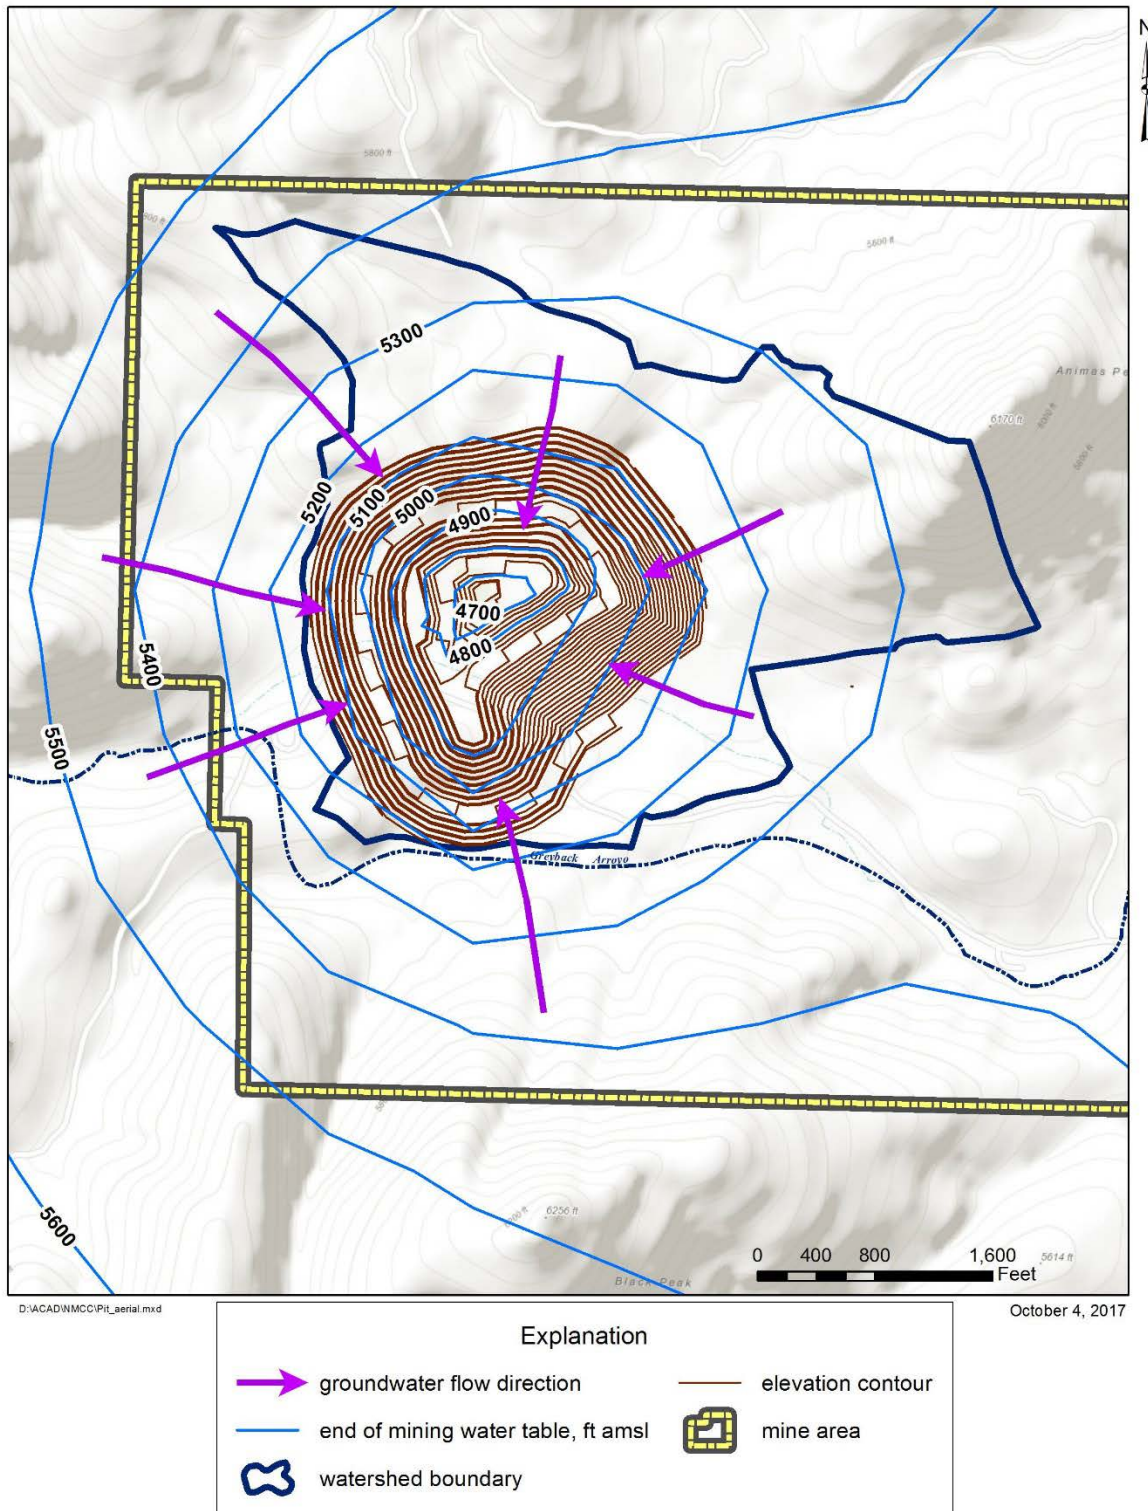 N
5800 ft
5600 ft
5300
Animas Pe
6170 ft
6000 ft
5200
5100
5000
4900
4700
4800
5400
5500
Greyback Arroyo
5600
6256 ft
Black Peak
5614 ft
0 400 800 1,600
Feet
D:\ACAD\NMCC\Pit_aerial.mxd
October 4, 2017
Explanation
groundwater flow direction
elevation contour
end of mining water table, ft amsl
mine area
watershed boundary